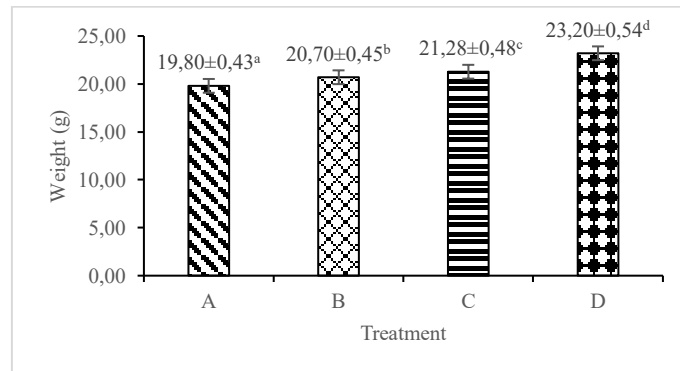 23,20±0,54ᵈ
25,00
19,80±0,43ᵃ 20,70±0,45ᵇ 21,28±0,48ᶜ
20,00
15,00
10,00
5,00
0,00
Weight (g)
A B C D
Treatment